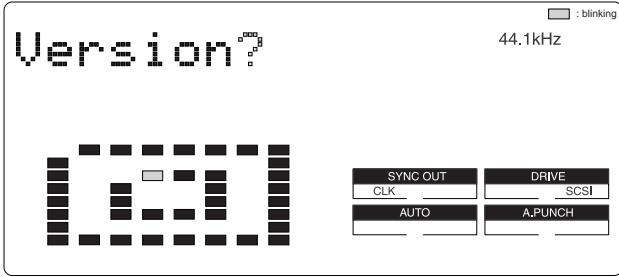 : blinking
Version?
44.1kHz
SYNC OUT
DRIVE
CLK
SCSI
AUTO
A.PUNCH